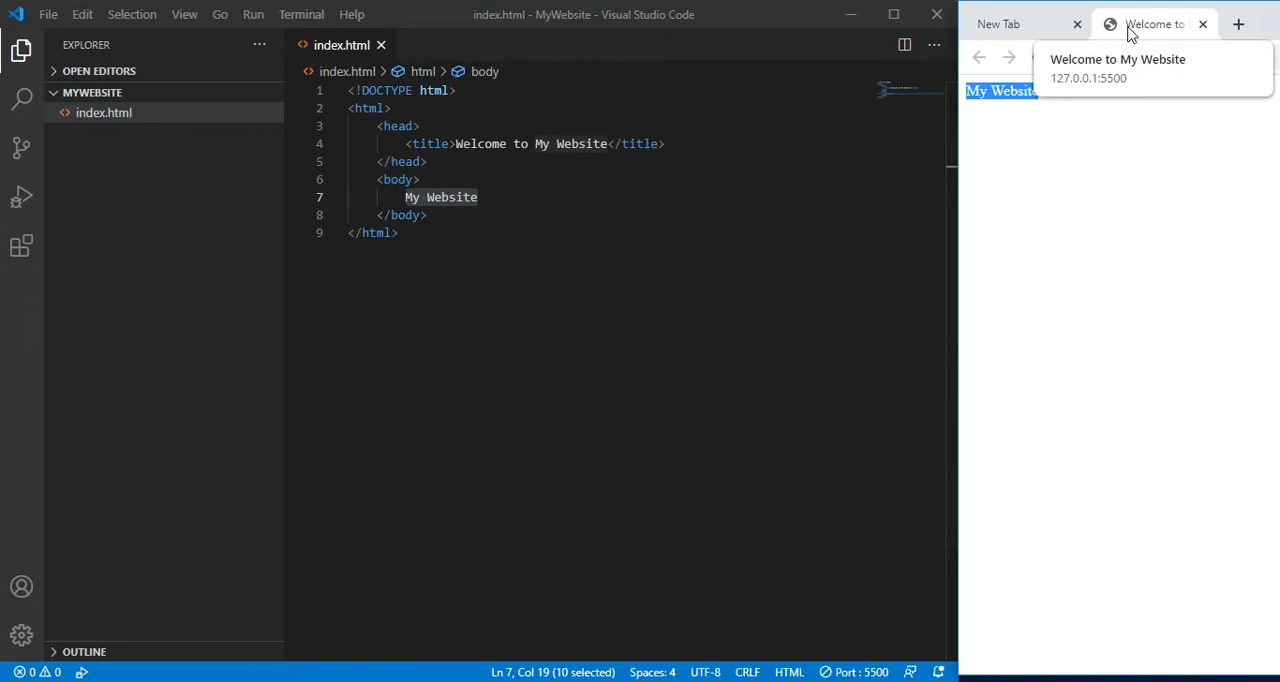 File Edit Selection View Go Run Terminal Help
index.html - MyWebsite - Visual Studio Code
EXPLORER
OPEN EDITORS
MYWEBSITE
index.html
OUTLINE
index.html
index.html > html > body
1 <!DOCTYPE html>
2 <html>
3 <head>
4 <title>Welcome to My Website</title>
5 </head>
6 <body>
7 My Website
8 </body>
9 </html>
0 0 Ln 7, Col 19 (10 selected) Spaces: 4 UTF-8 CRLF HTML Port : 5500
New Tab
Welcome to
Welcome to My Website
127.0.0.1:5500
My Website